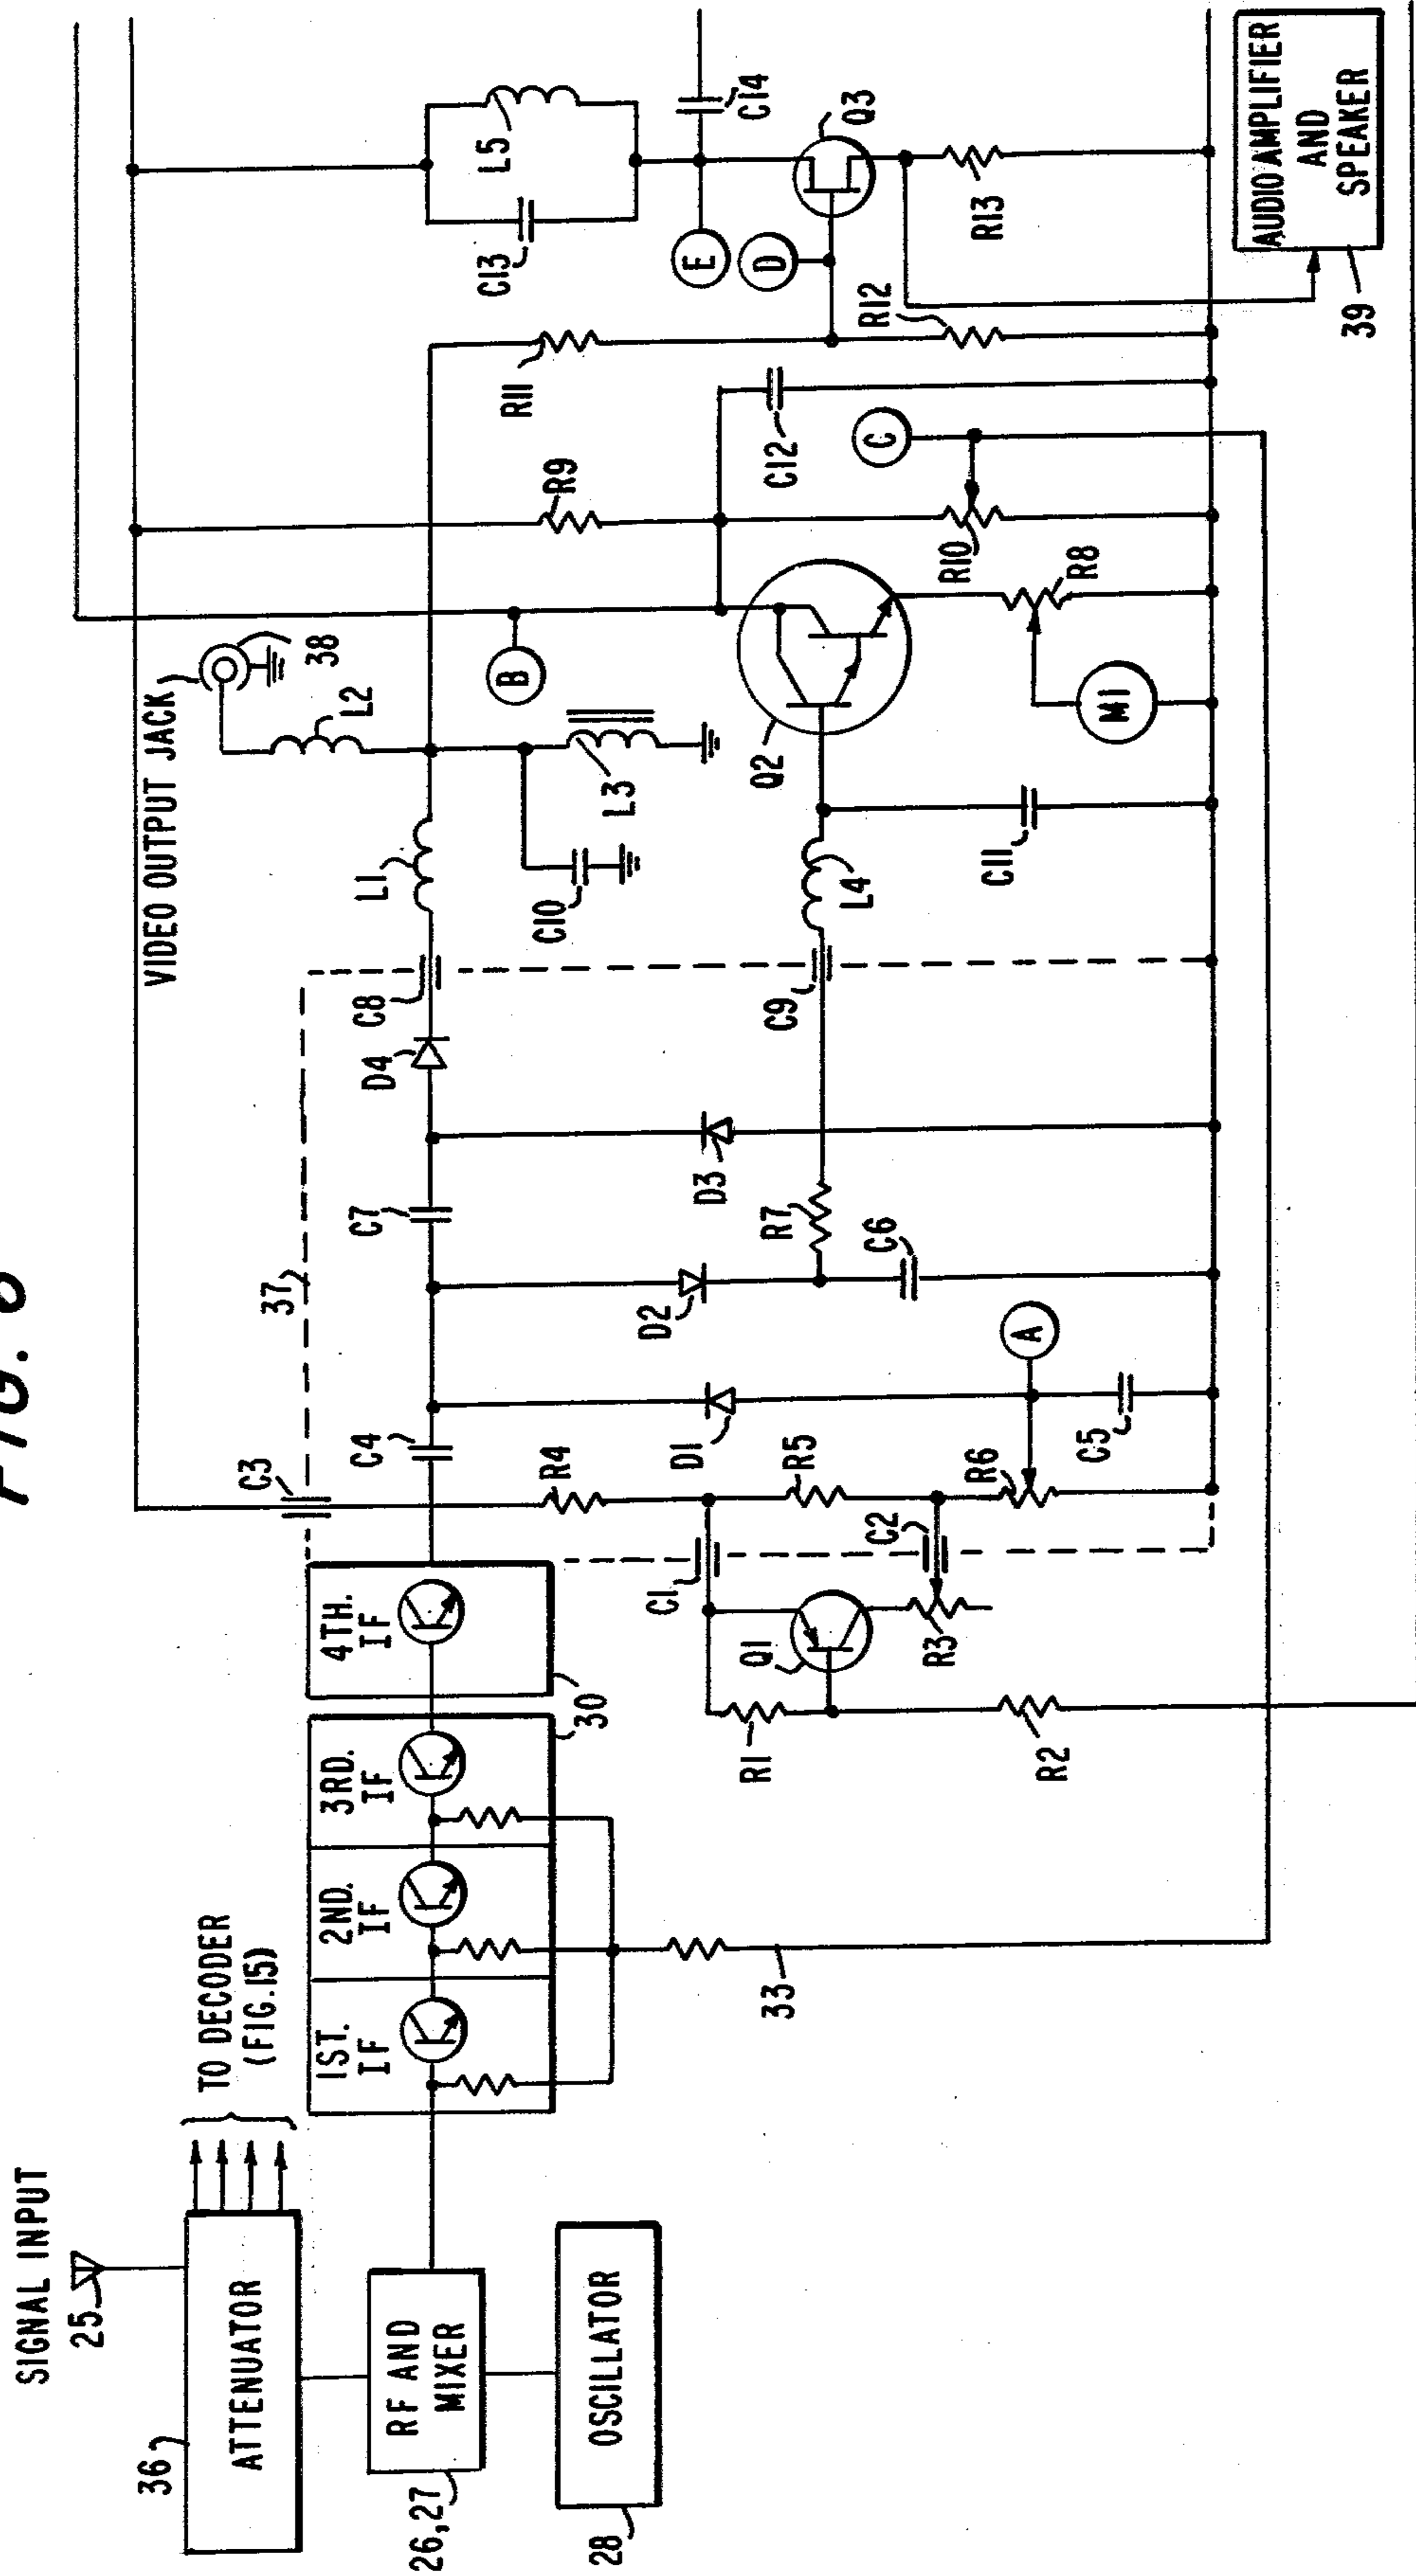 FIG. 6
SIGNAL INPUT
25
36
ATTENUATOR
TO DECODER
(FIG.15)
RF AND
MIXER
26,27
OSCILLATOR
28
1ST.
IF
2ND.
IF
3RD.
IF
30
4TH.
IF
33
R1
R2
Q1
R3
C1
C2
C3
37
R4
R5
R6
C4
D1
A
C5
D2
C6
R7
C7
D3
D4
C8
C9
VIDEO OUTPUT JACK
38
L1
L2
C10
L3
L4
C11
B
Q2
M1
R8
R9
R10
C
C12
R11
R12
D
E
C13
L5
C14
Q3
R13
39
AUDIO AMPLIFIER
AND
SPEAKER